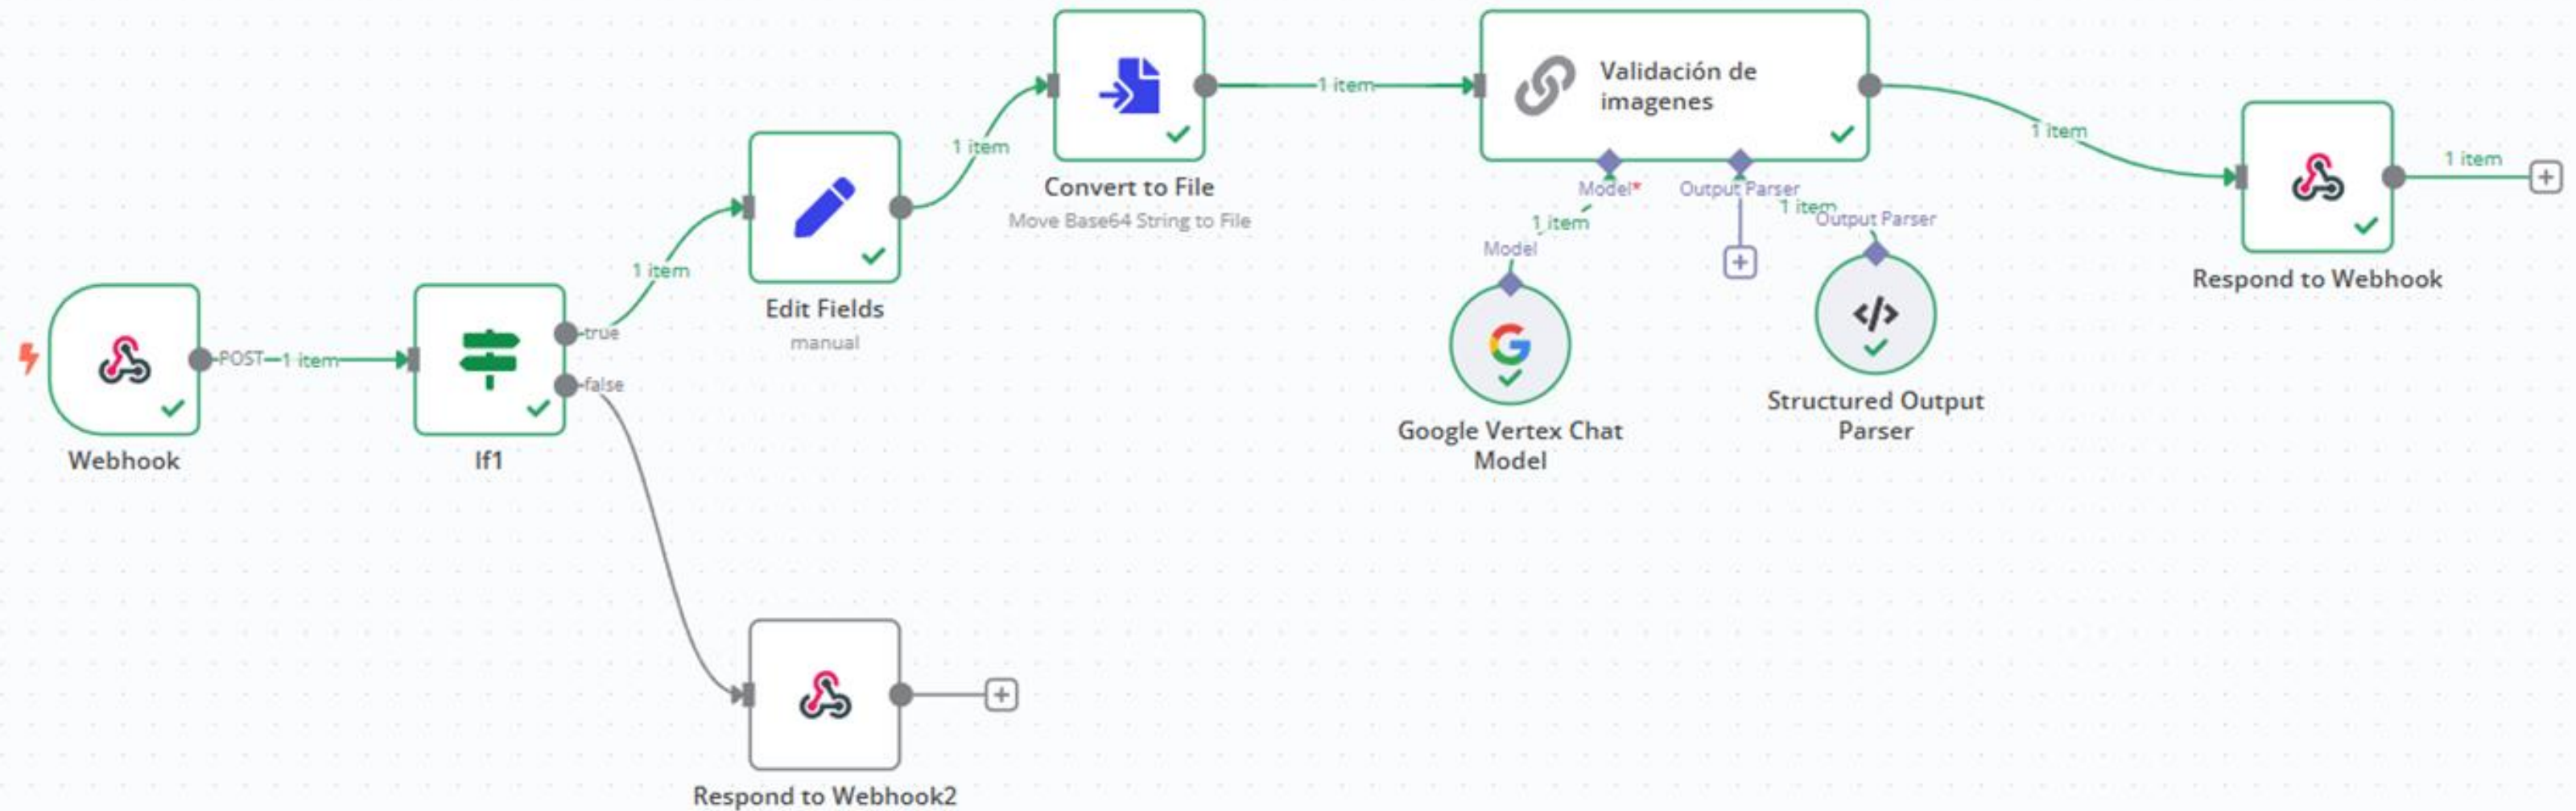 Webhook
POST
1 item
If1
true
false
1 item
Edit Fields
manual
1 item
Convert to File
Move Base64 String to File
1 item
Validación de
imagenes
Model*
Output Parser
1 item
Model
1 item
Output Parser
Google Vertex Chat
Model
Structured Output
Parser
1 item
Respond to Webhook
1 item
Respond to Webhook2